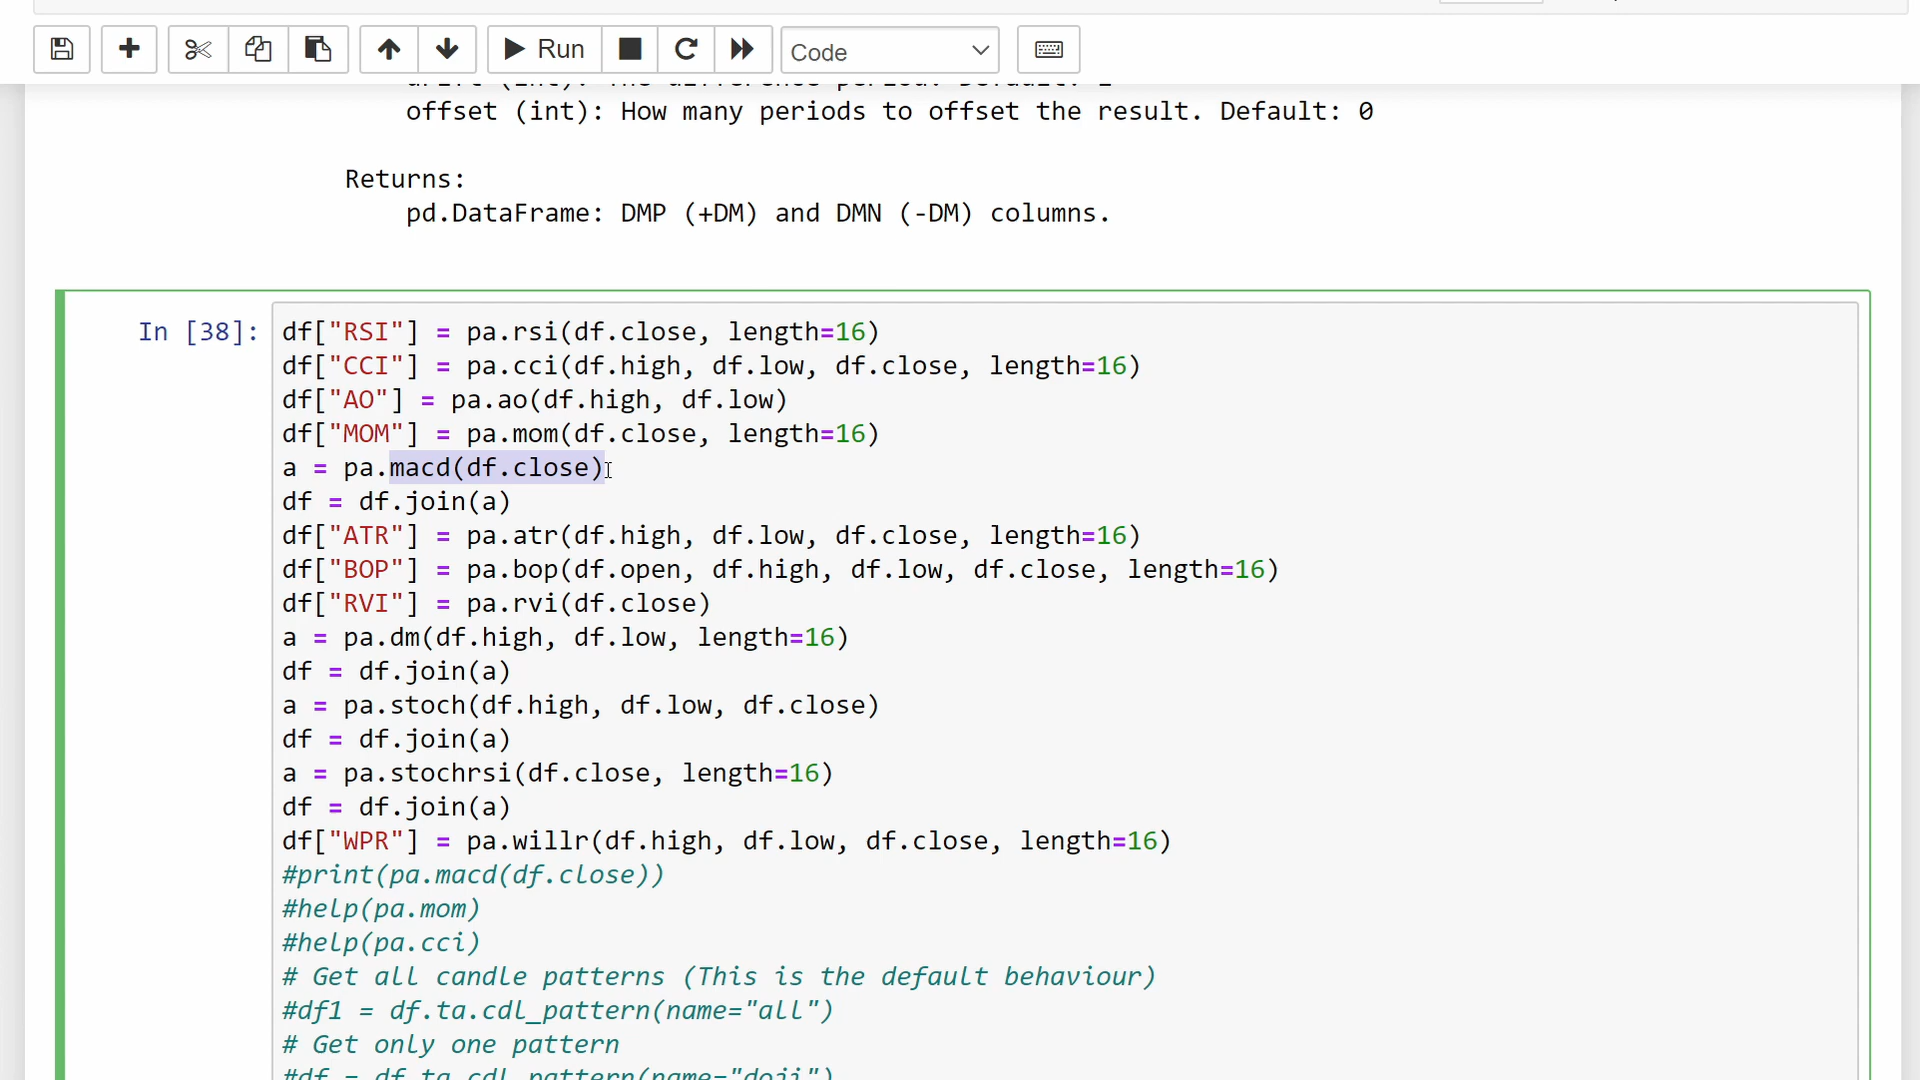 Run
Code
offset (int): How many periods to offset the result. Default: 0
Returns:
pd.DataFrame: DMP (+DM) and DMN (-DM) columns.
In [38]:
df["RSI"] = pa.rsi(df.close, length=16)
df["CCI"] = pa.cci(df.high, df.low, df.close, length=16)
df["AO"] = pa.ao(df.high, df.low)
df["MOM"] = pa.mom(df.close, length=16)
a = pa.macd(df.close)
df = df.join(a)
df["ATR"] = pa.atr(df.high, df.low, df.close, length=16)
df["BOP"] = pa.bop(df.open, df.high, df.low, df.close, length=16)
df["RVI"] = pa.rvi(df.close)
a = pa.dm(df.high, df.low, length=16)
df = df.join(a)
a = pa.stoch(df.high, df.low, df.close)
df = df.join(a)
a = pa.stochrsi(df.close, length=16)
df = df.join(a)
df["WPR"] = pa.willr(df.high, df.low, df.close, length=16)
#print(pa.macd(df.close))
#help(pa.mom)
#help(pa.cci)
# Get all candle patterns (This is the default behaviour)
#df1 = df.ta.cdl_pattern(name="all")
# Get only one pattern
#df = df.ta.cdl_pattern(name="doji")